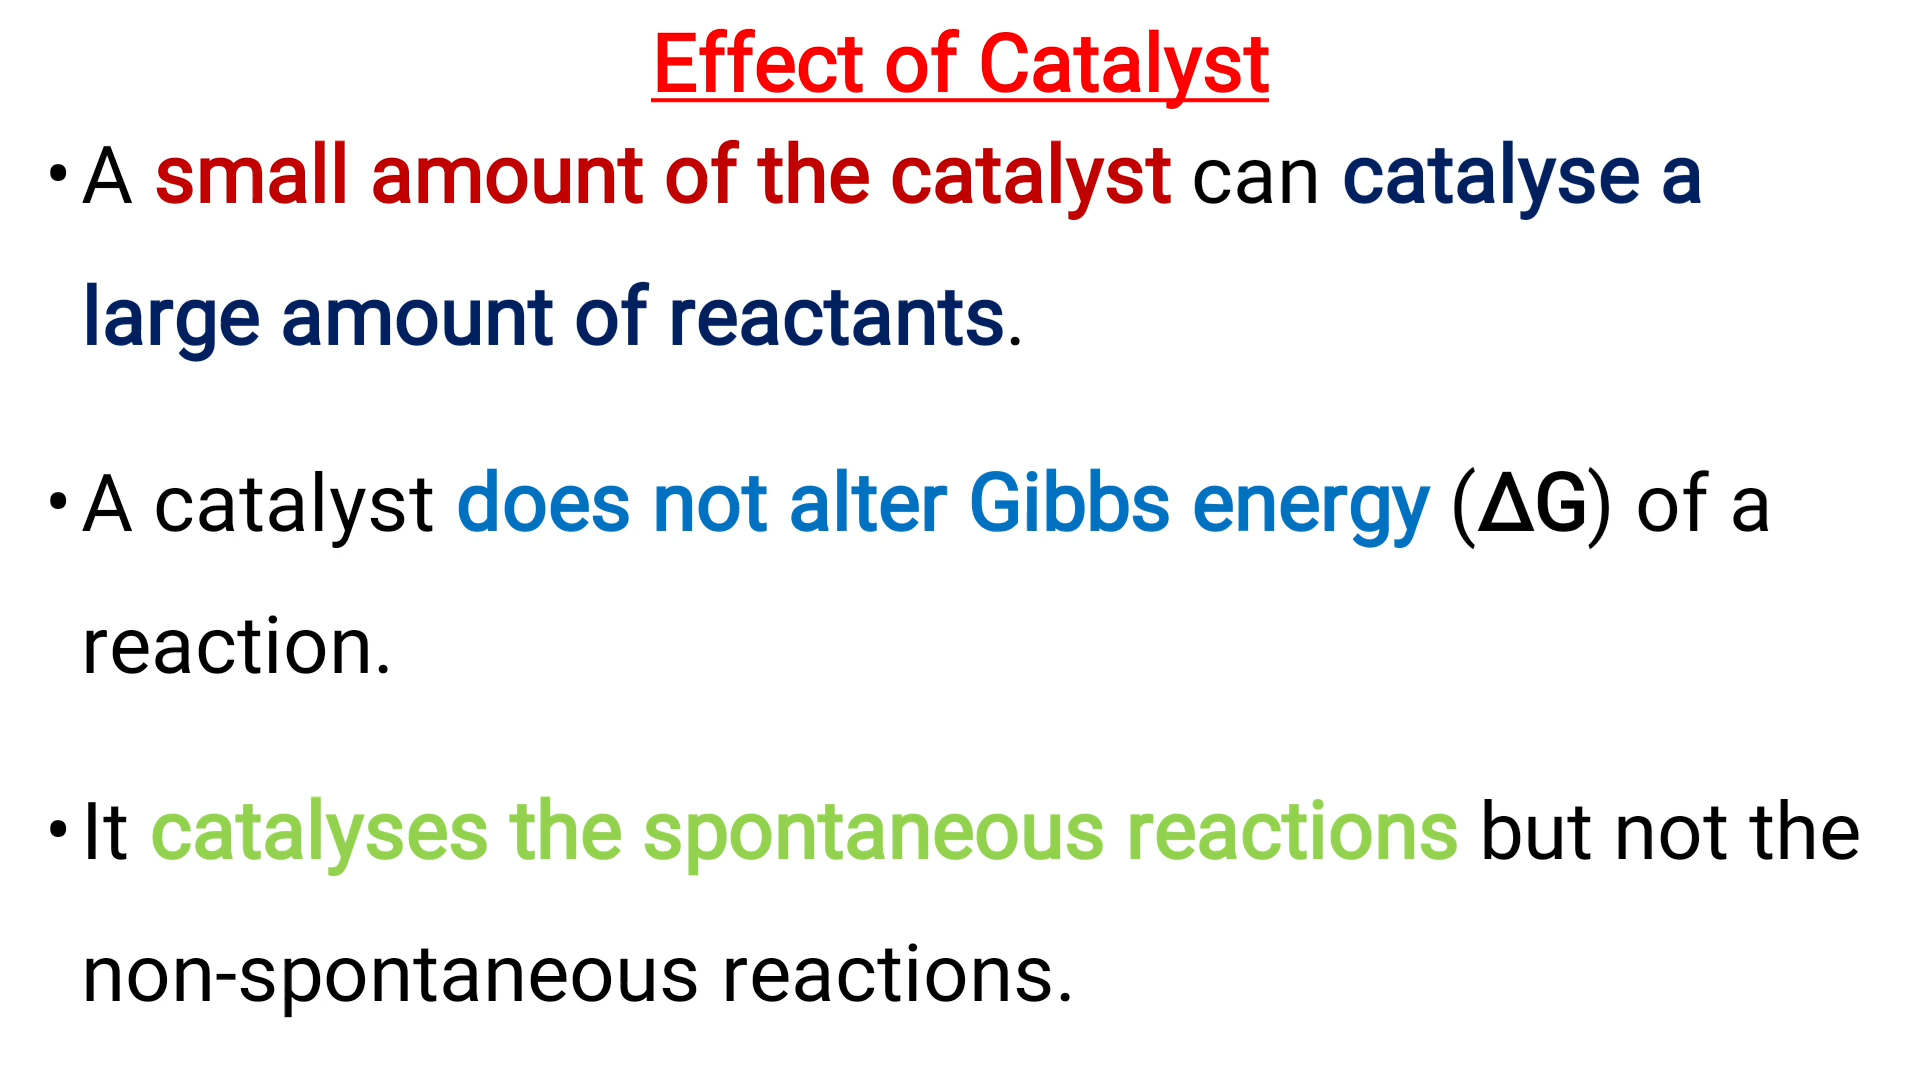 Effect of Catalyst
• A small amount of the catalyst can catalyse a
large amount of reactants.
• A catalyst does not alter Gibbs energy (ΔG) of a
reaction.
• It catalyses the spontaneous reactions but not the
non-spontaneous reactions.